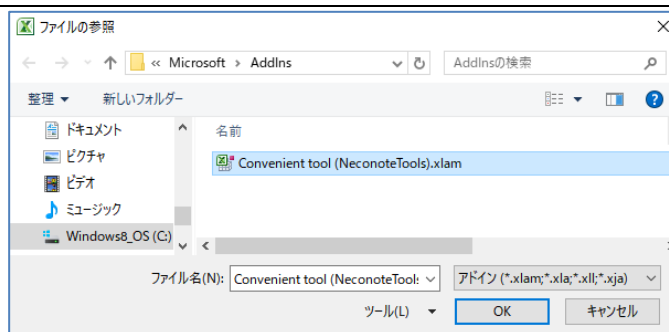 ファイルの参照
« Microsoft › AddIns
AddInsの検索
整理 新しいフォルダー
ドキュメント
ピクチャ
ビデオ
ミュージック
Windows8_OS (C:)
名前
Convenient tool (NeconoteTools).xlam
ファイル名(N): Convenient tool (NeconoteTools アドイン (*.xlam;*.xla;*.xll;*.xja)
ツール(L) OK キャンセル